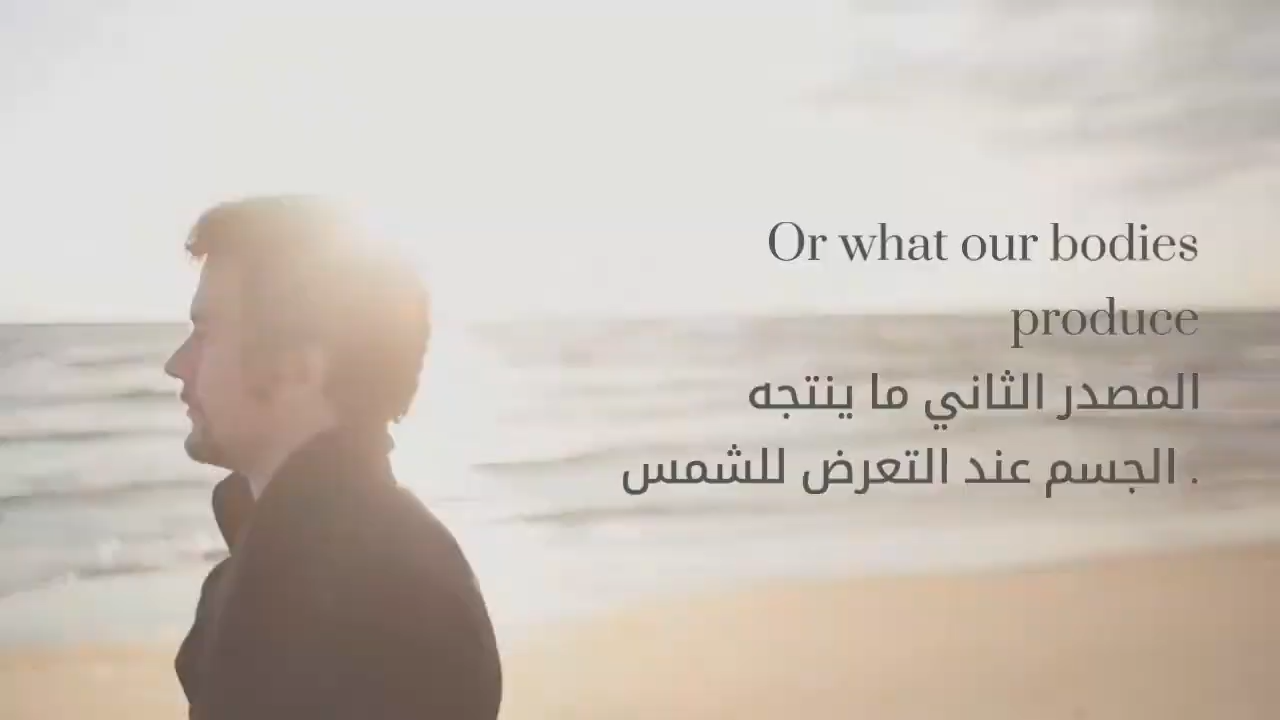 Or what our bodies
produce
المصدر الثاني ما ينتجه
. الجسم عند التعرض للشمس